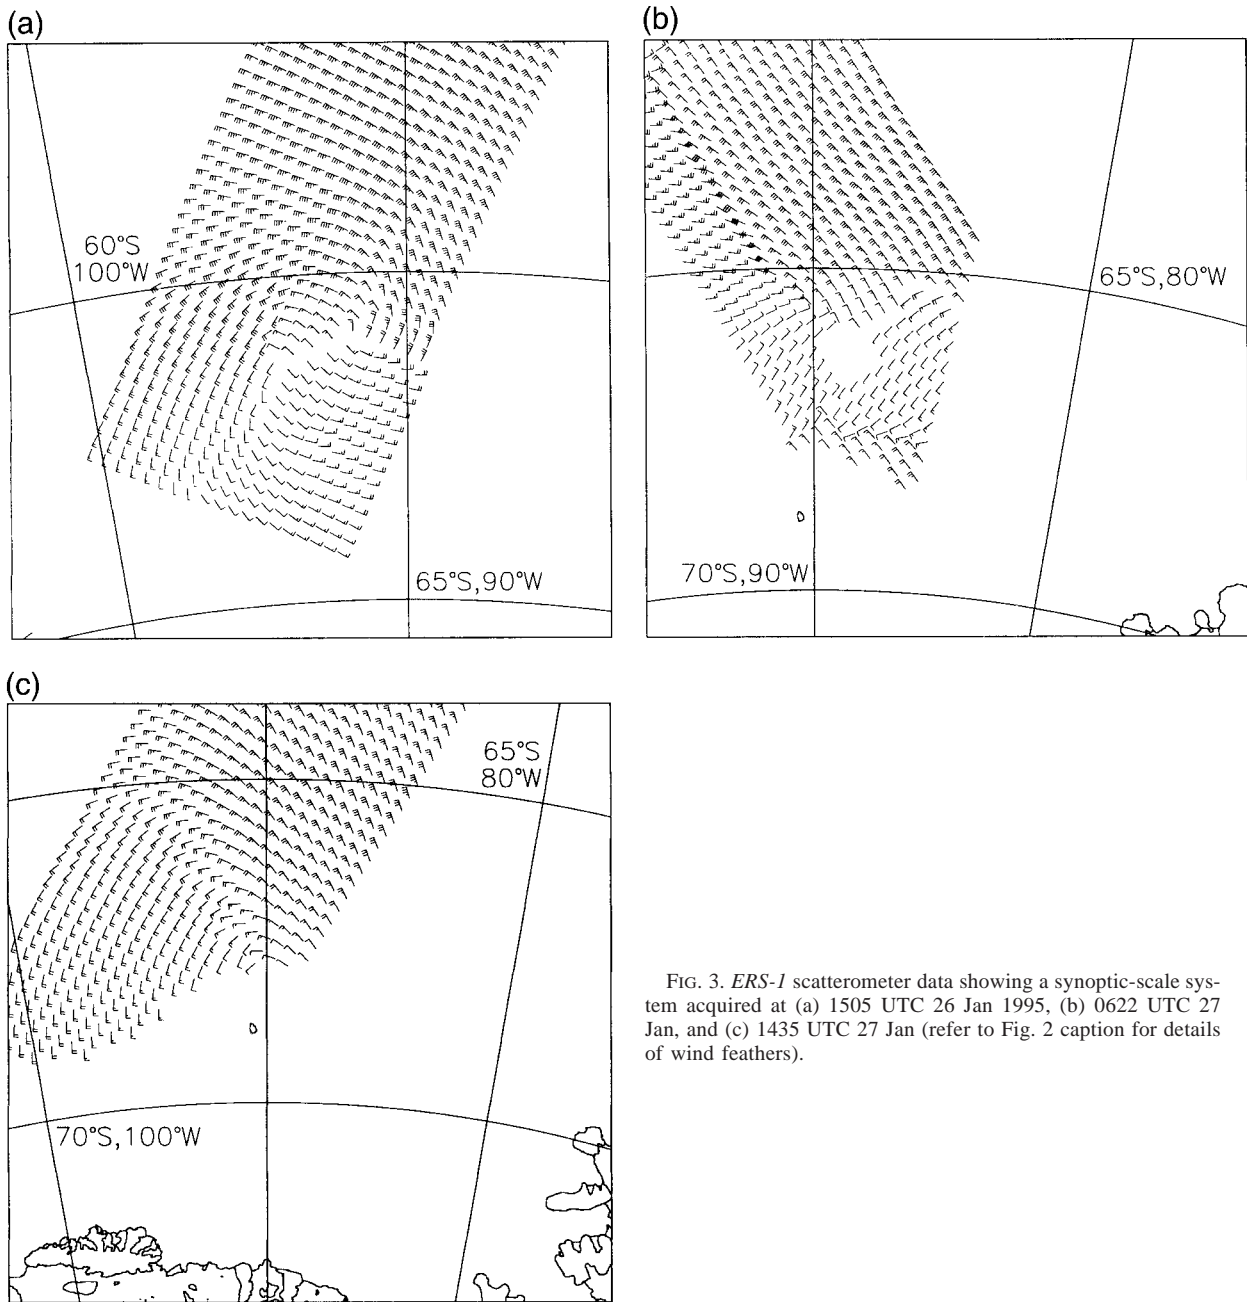 (a)
60°S
100°W
65°S,90°W
(b)
65°S,80°W
70°S,90°W
(c)
65°S
80°W
70°S,100°W
FIG. 3. ERS-1 scatterometer data showing a synoptic-scale sys-
tem acquired at (a) 1505 UTC 26 Jan 1995, (b) 0622 UTC 27
Jan, and (c) 1435 UTC 27 Jan (refer to Fig. 2 caption for details
of wind feathers).